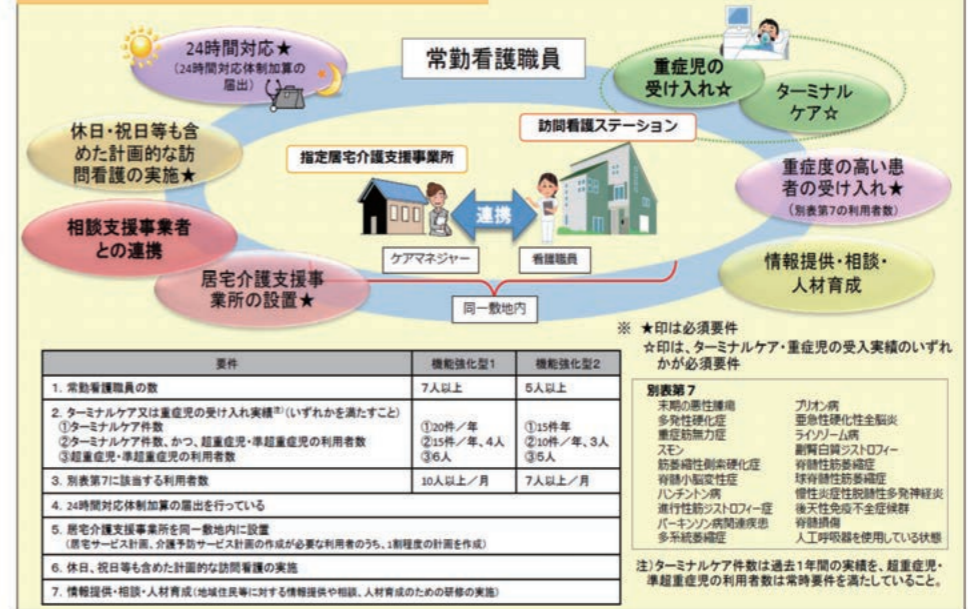 24時間対応★
(24時間対応体制加算の
届出)
常勤看護職員
重症児の
受け入れ☆
ターミナル
ケア☆
休日・祝日等も含
めた計画的な訪
問看護の実施★
指定居宅介護支援事業所
訪問看護ステーション
重症度の高い患
者の受け入れ★
(別表第7の利用者数)
連携
相談支援事業者
との連携
ケアマネジャー
看護職員
居宅介護支援事
業所の設置★
情報提供・相談・
人材育成
同一敷地内
※ ★印は必須要件
☆印は、ターミナルケア・重症児の受入実績のいずれ
かが必須要件
要件 機能強化型1 機能強化型2
1. 常勤看護職員の数 7人以上 5人以上
2. ターミナルケア又は重症児の受け入れ実績注)(いずれかを満たすこと)
①ターミナルケア件数 ①20件/年 ①15件年
②ターミナルケア件数、かつ、超重症児・準超重症児の利用者数 ②15件/年、4人 ②10件/年、3人
③超重症児・準超重症児の利用者数 ③6人 ③5人
3. 別表第7に該当する利用者数 10人以上/月 7人以上/月
4. 24時間対応体制加算の届出を行っている
5. 居宅介護支援事業所を同一敷地内に設置
(居宅サービス計画、介護予防サービス計画の作成が必要な利用者のうち、1割程度の計画を作成)
6. 休日、祝日等も含めた計画的な訪問看護の実施
7. 情報提供・相談・人材育成(地域住民等に対する情報提供や相談、人材育成のための研修の実施)
別表第7
末期の悪性腫瘍
多発性硬化症
重症筋無力症
スモン
筋萎縮性側索硬化症
脊髄小脳変性症
ハンチントン病
進行性筋ジストロフィー症
パーキンソン病関連疾患
多系統萎縮症
プリオン病
亜急性硬化性全脳炎
ライソゾーム病
副腎白質ジストロフィー
脊髄性筋萎縮症
球脊髄性筋萎縮症
慢性炎症性脱髄性多発神経炎
後天性免疫不全症候群
脊髄損傷
人工呼吸器を使用している状態
注)ターミナルケア件数は過去1年間の実績を、超重症児・
準超重症児の利用者数は常時要件を満たしていること。